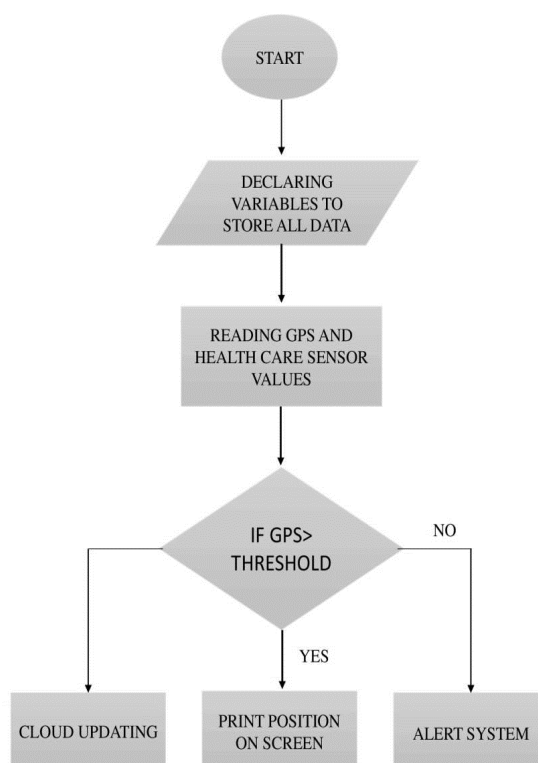 START
DECLARING
VARIABLES TO
STORE ALL DATA
READING GPS AND
HEALTH CARE SENSOR
VALUES
IF GPS>
THRESHOLD
NO
YES
CLOUD UPDATING
PRINT POSITION
ON SCREEN
ALERT SYSTEM